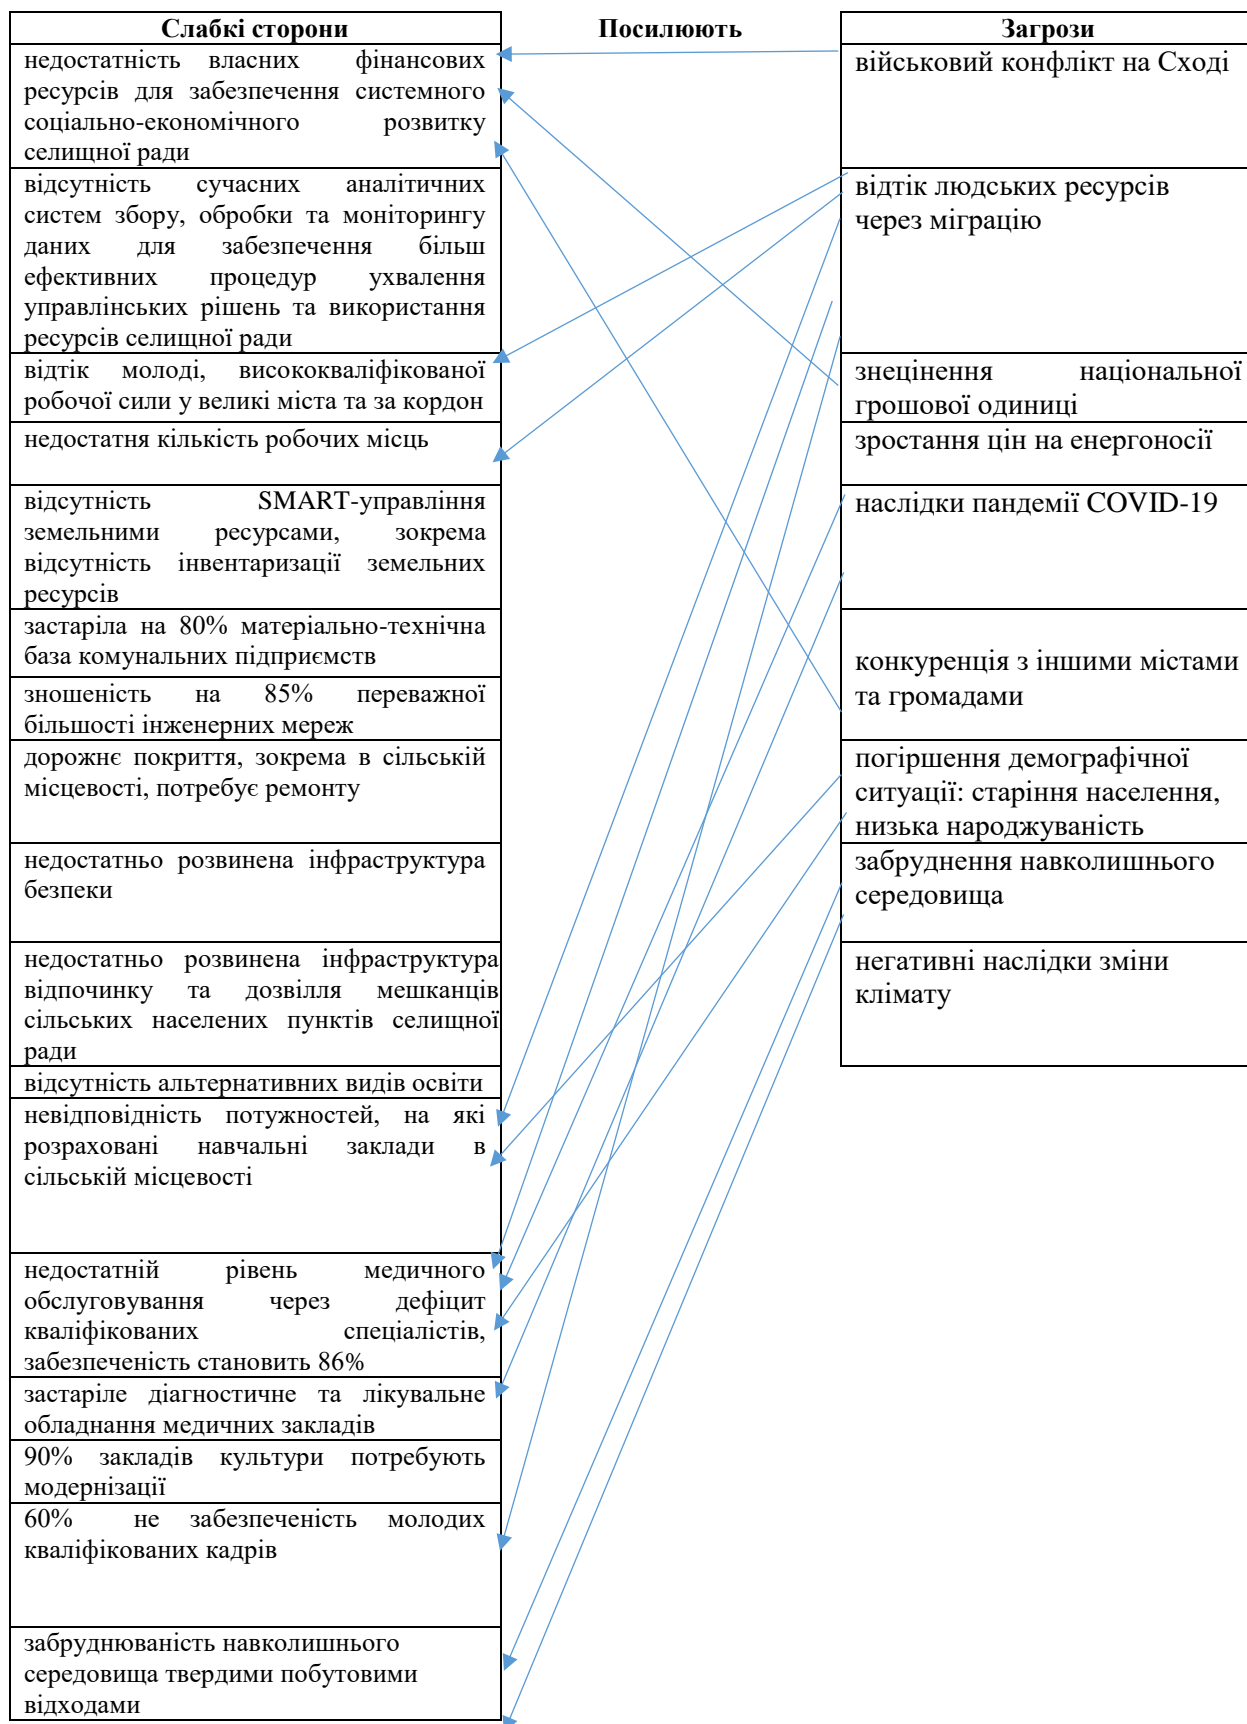 Слабкі сторони
недостатність власних фінансових
ресурсів для забезпечення системного
соціально-економічного розвитку
селищної ради
відсутність сучасних аналітичних
систем збору, обробки та моніторингу
даних для забезпечення більш
ефективних процедур ухвалення
управлінських рішень та використання
ресурсів селищної ради
відтік молоді, висококваліфікованої
робочої сили у великі міста та за кордон
недостатня кількість робочих місць
відсутність SMART-управління
земельними ресурсами, зокрема
відсутність інвентаризації земельних
ресурсів
застаріла на 80% матеріально-технічна
база комунальних підприємств
зношеність на 85% переважної
більшості інженерних мереж
дорожнє покриття, зокрема в сільській
місцевості, потребує ремонту
недостатньо розвинена інфраструктура
безпеки
недостатньо розвинена інфраструктура
відпочинку та дозвілля мешканців
сільських населених пунктів селищної
ради
відсутність альтернативних видів освіти
невідповідність потужностей, на які
розраховані навчальні заклади в
сільській місцевості
недостатній рівень медичного
обслуговування через дефіцит
кваліфікованих спеціалістів,
забезпеченість становить 86%
застаріле діагностичне та лікувальне
обладнання медичних закладів
90% закладів культури потребують
модернізації
60% не забезпеченість молодих
кваліфікованих кадрів
забруднюваність навколишнього
середовища твердими побутовими
відходами
Посилюють
Загрози
військовий конфлікт на Сході
відтік людських ресурсів
через міграцію
знецінення національної
грошової одиниці
зростання цін на енергоносії
наслідки пандемії COVID-19
конкуренція з іншими містами
та громадами
погіршення демографічної
ситуації: старіння населення,
низька народжуваність
забруднення навколишнього
середовища
негативні наслідки зміни
клімату